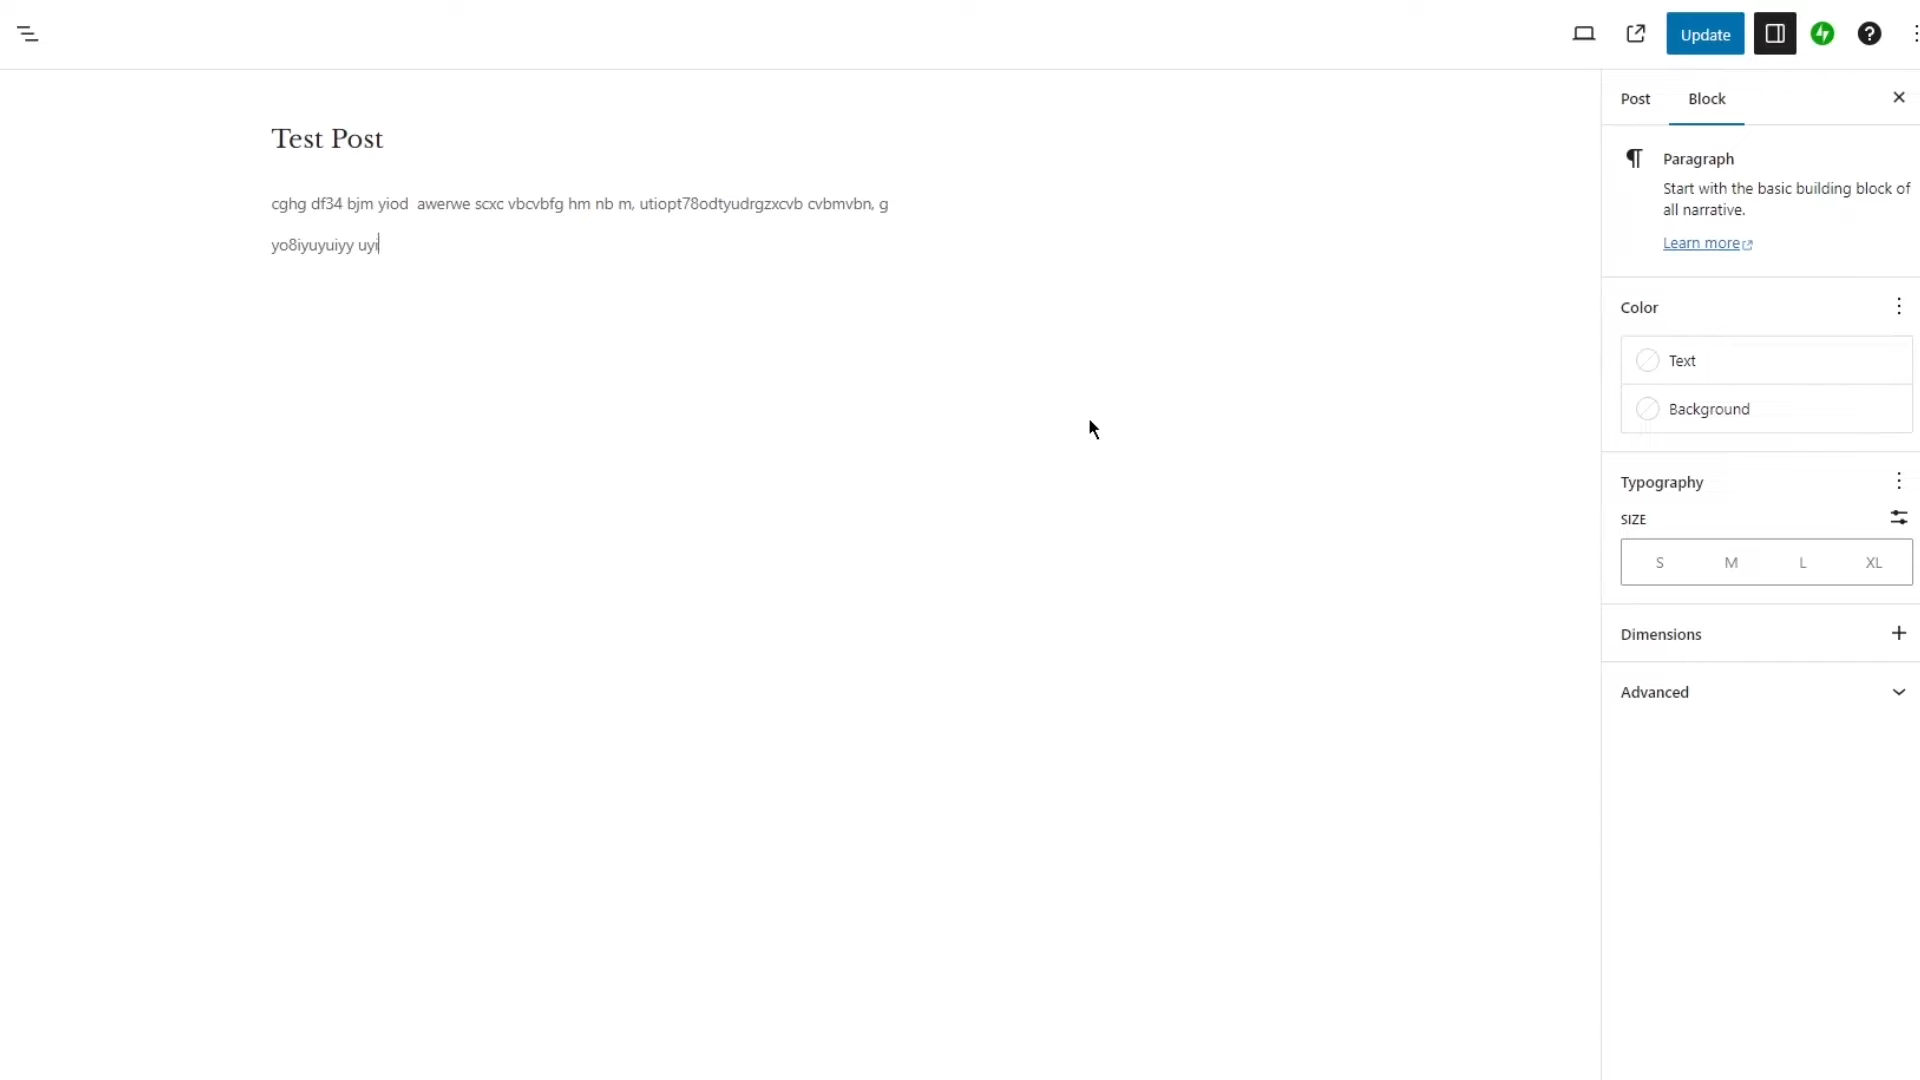 Update
Post
Block
Test Post
cghg df34 bjm yiod  awerwe scxc vbcvbfg hm nb m, utiopt78odtyudrgzxcvb cvbmvbn, g
yo8iyuyuiyy uyi
Paragraph
Start with the basic building block of
all narrative.
Learn more
Color
Text
Background
Typography
SIZE
S M L XL
Dimensions
Advanced